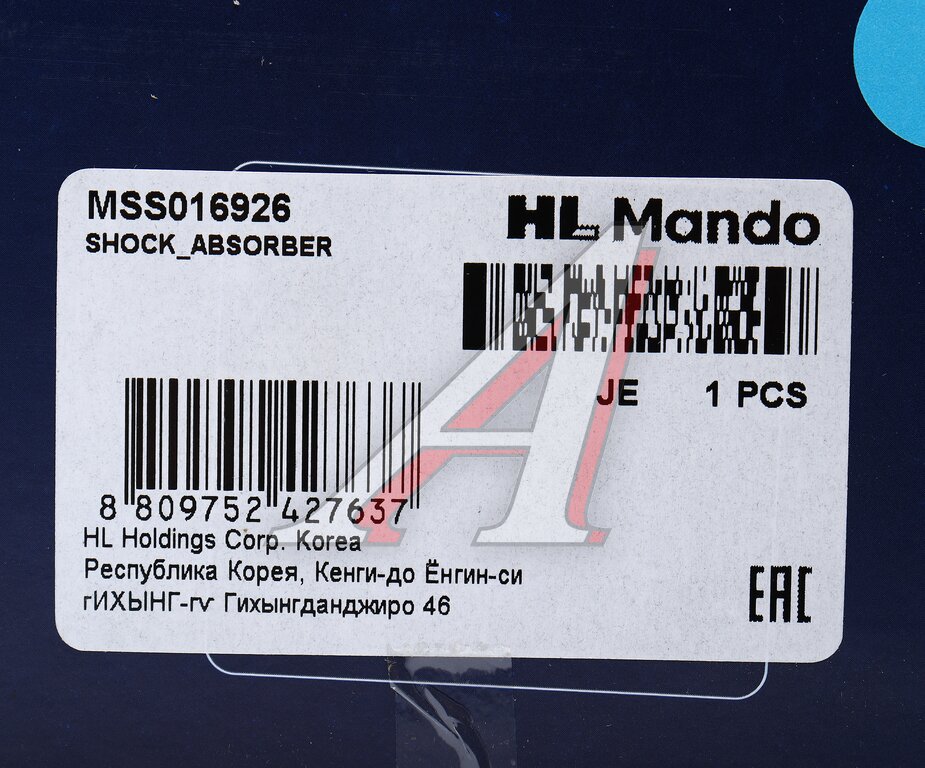 MSS016926
SHOCK_ABSORBER
HL Mando
JE 1 PCS
8 809752 427637
HL Holdings Corp. Korea
Республика Корея, Кенги-до Ёнгин-си
гИХЫНГ-гу Гихынгданджиро 46
EAC